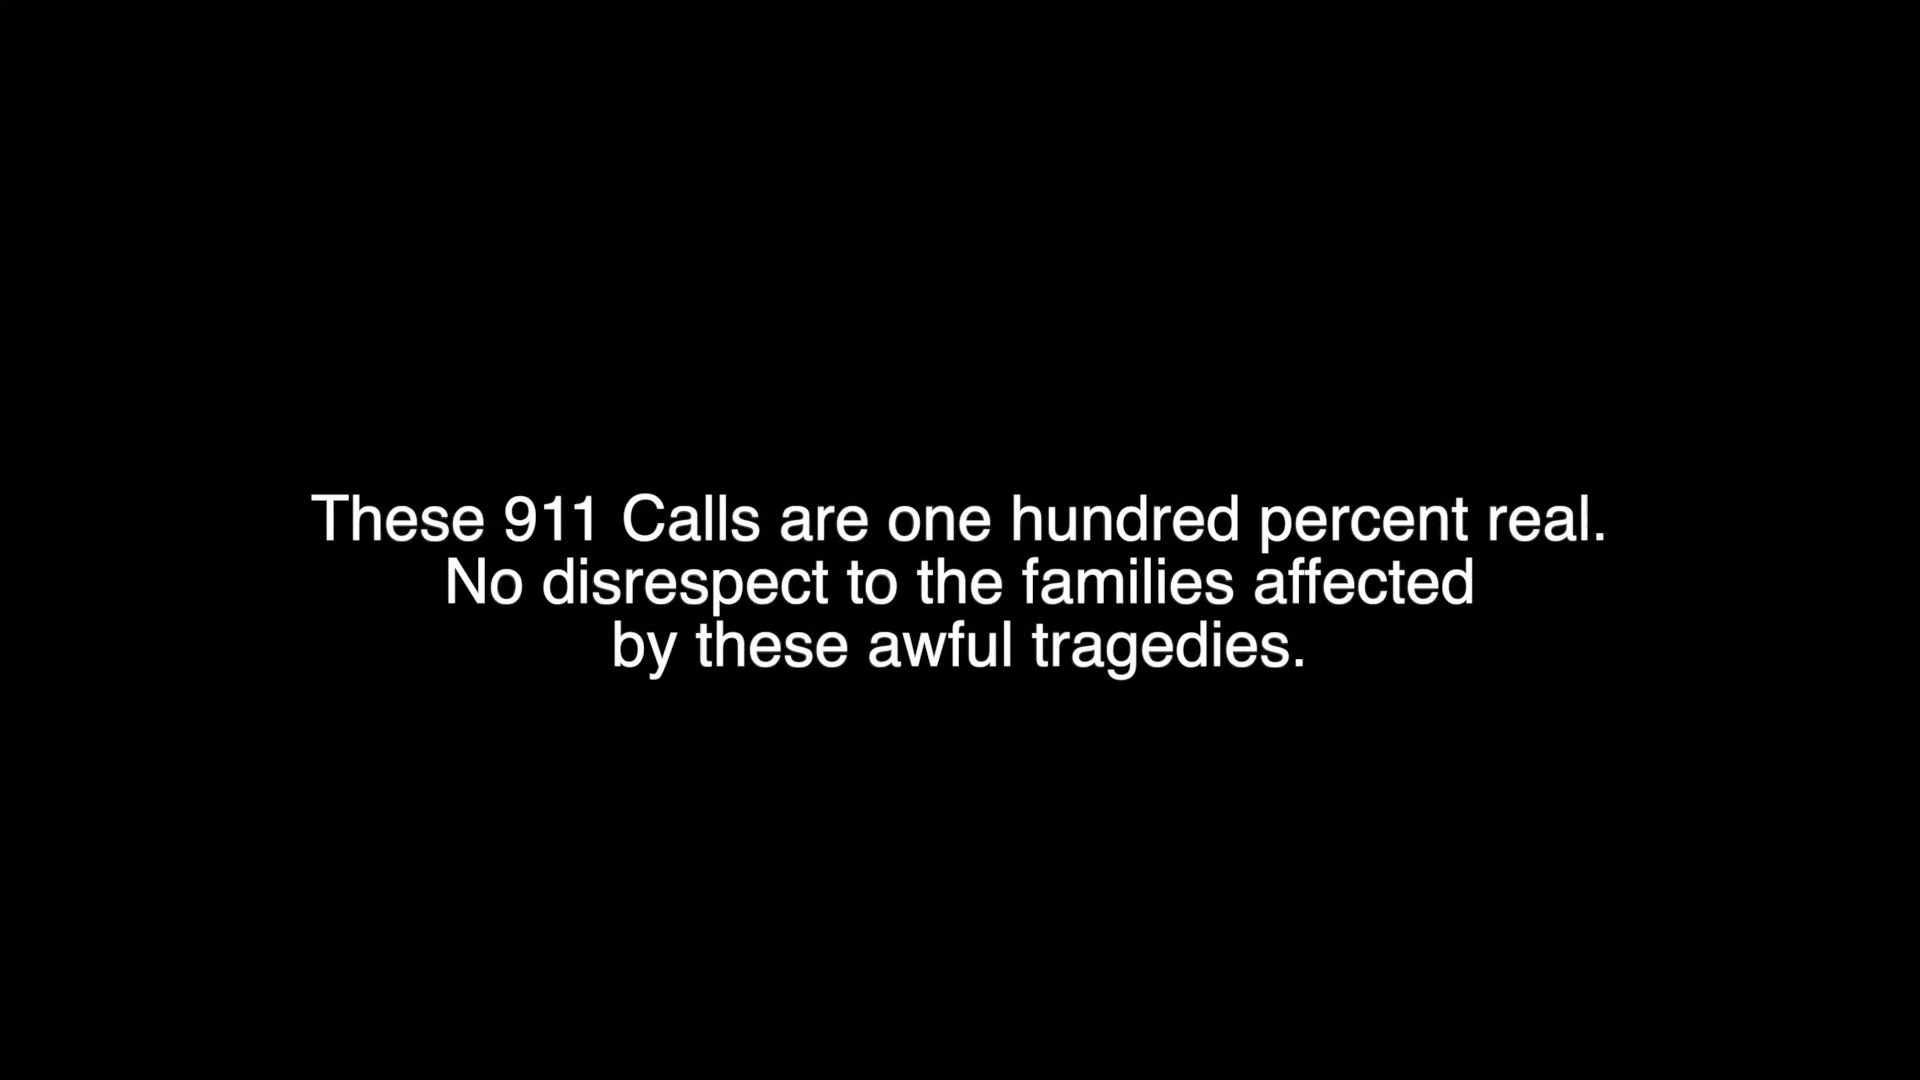 These 911 Calls are one hundred percent real.
No disrespect to the families affected
by these awful tragedies.